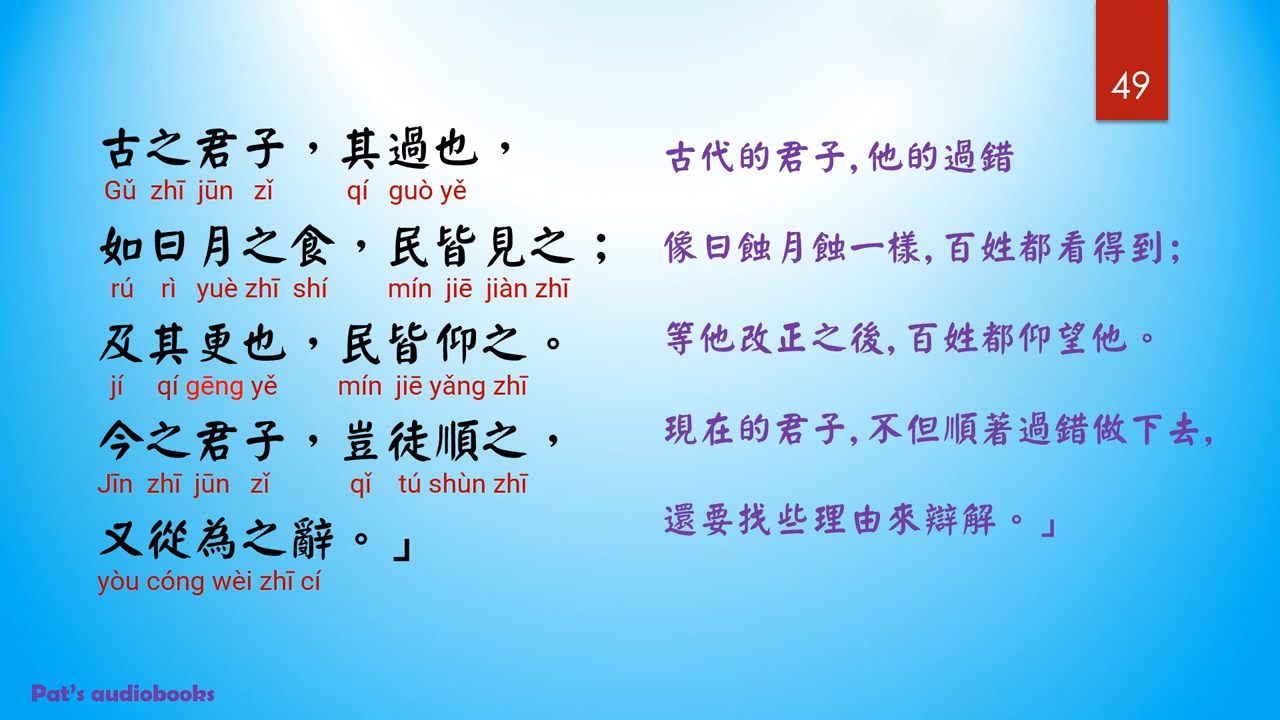 49
古之君子，其過也，
Gǔ zhī jūn zǐ qí guò yě
如日月之食，民皆見之；
rú rì yuè zhī shí mín jiē jiàn zhī
及其更也，民皆仰之。
jí qí gēng yě mín jiē yǎng zhī
今之君子，豈徒順之，
Jīn zhī jūn zǐ qǐ tú shùn zhī
又從為之辭。」
yòu cóng wèi zhī cí
古代的君子,他的過錯
像日蝕月蝕一樣,百姓都看得到;
等他改正之後,百姓都仰望他。
現在的君子,不但順著過錯做下去,
還要找些理由來辯解。」
Pat's audiobooks